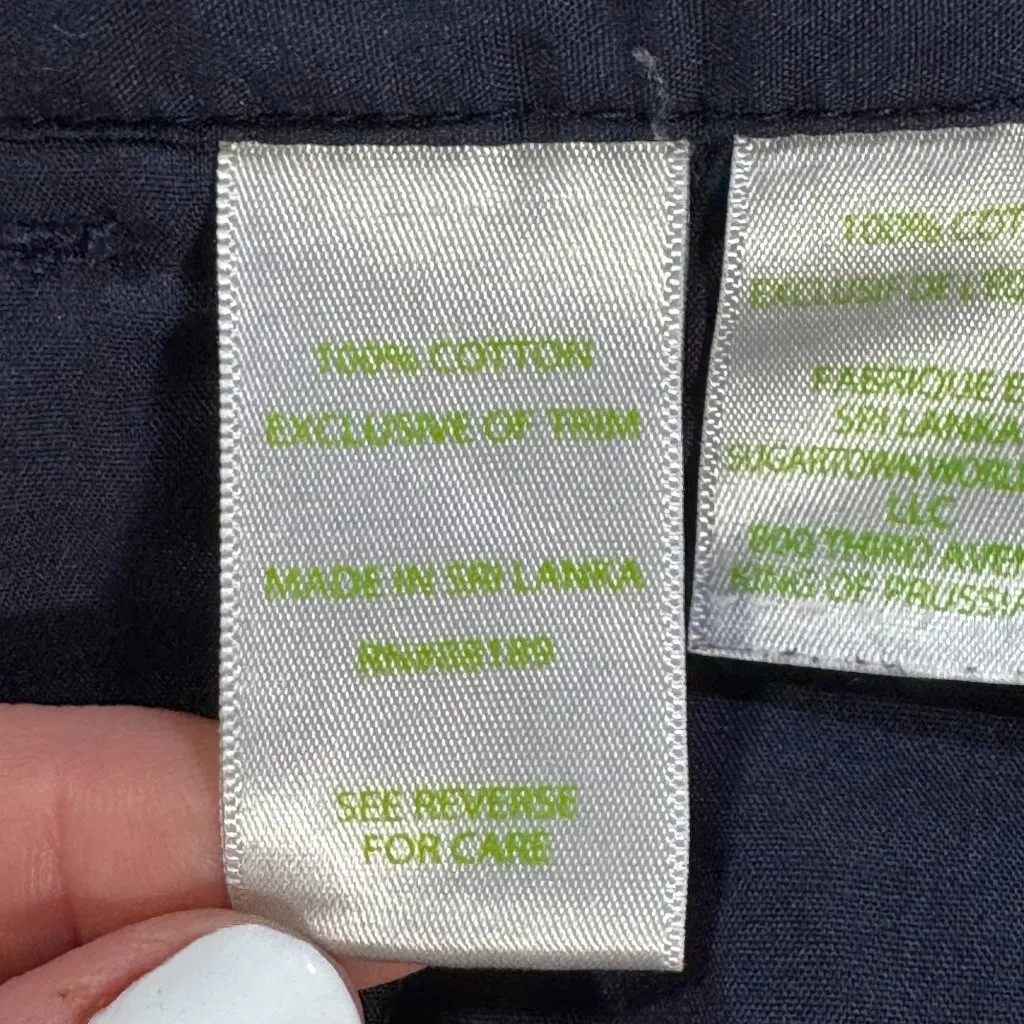 100% COTTON
EXCLUSIVE OF TRIM
MADE IN SRI LANKA
RN#88189
SEE REVERSE
FOR CARE
100% COT
EXCLUSIF DE
FABRIQUE E
SRI LANKA
SUGARTOWN WORL
LLC
800 THIRD AVEN
KING OF PRUSSIA